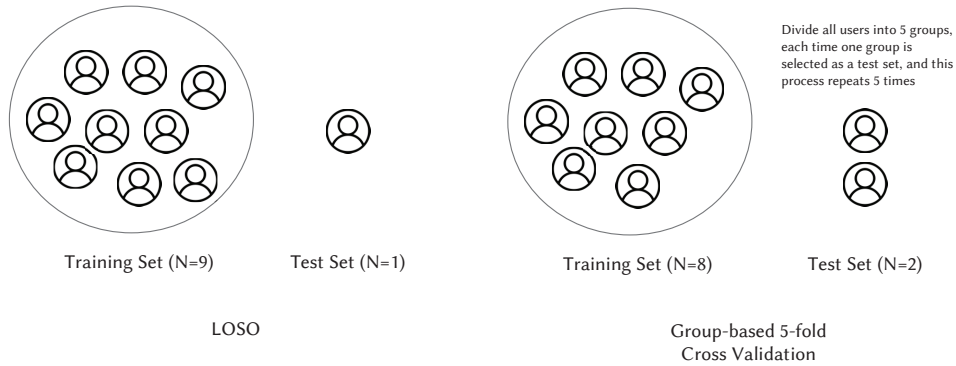 Divide all users into 5 groups,
each time one group is
selected as a test set, and this
process repeats 5 times
Training Set (N=9)
Test Set (N=1)
Training Set (N=8)
Test Set (N=2)
LOSO
Group-based 5-fold
Cross Validation